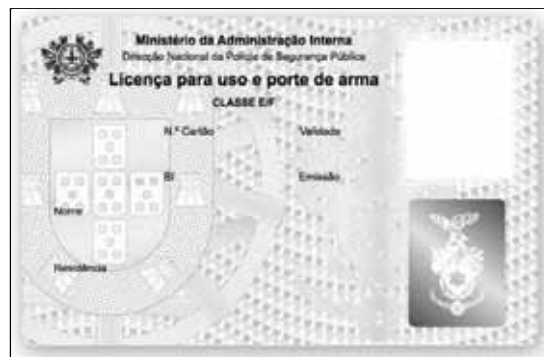 Ministério da Administração Interna
Direcção Nacional da Polícia de Segurança Pública
Licença para uso e porte de arma
CLASSE E/F
N.º Cartão Validade
BI Emissão
Nome
Residência